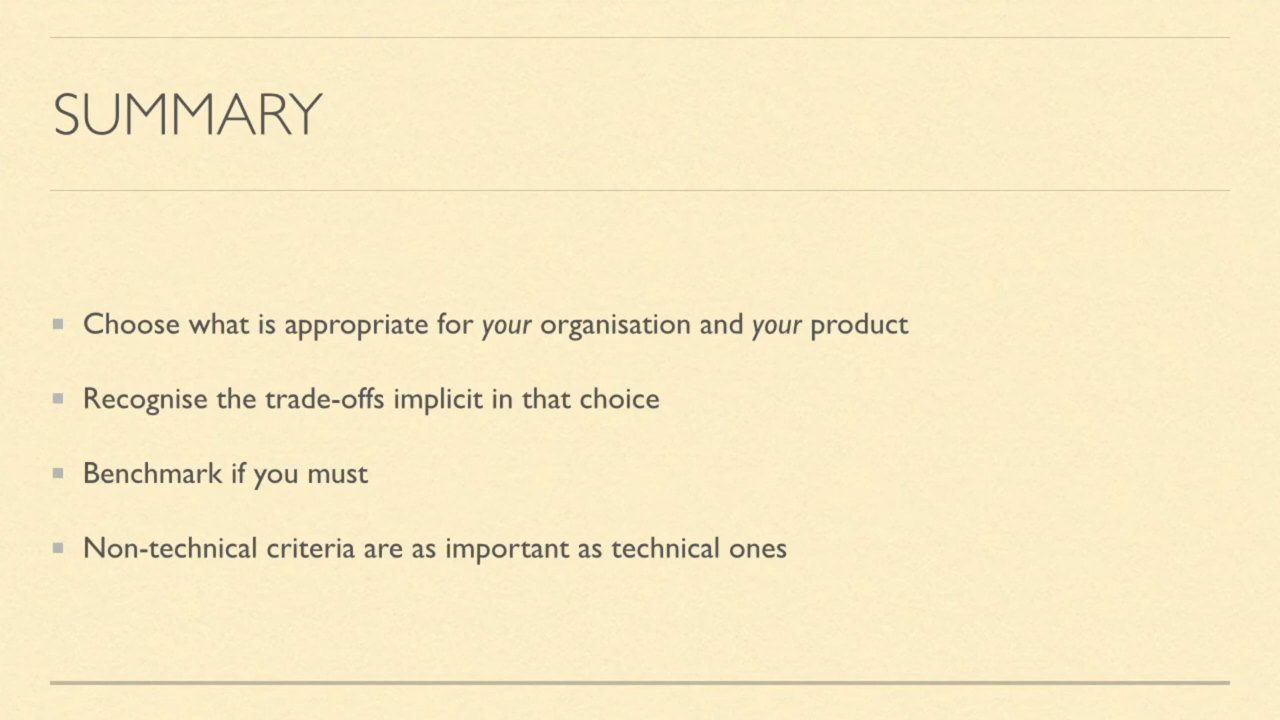 SUMMARY
Choose what is appropriate for your organisation and your product
Recognise the trade-offs implicit in that choice
Benchmark if you must
Non-technical criteria are as important as technical ones